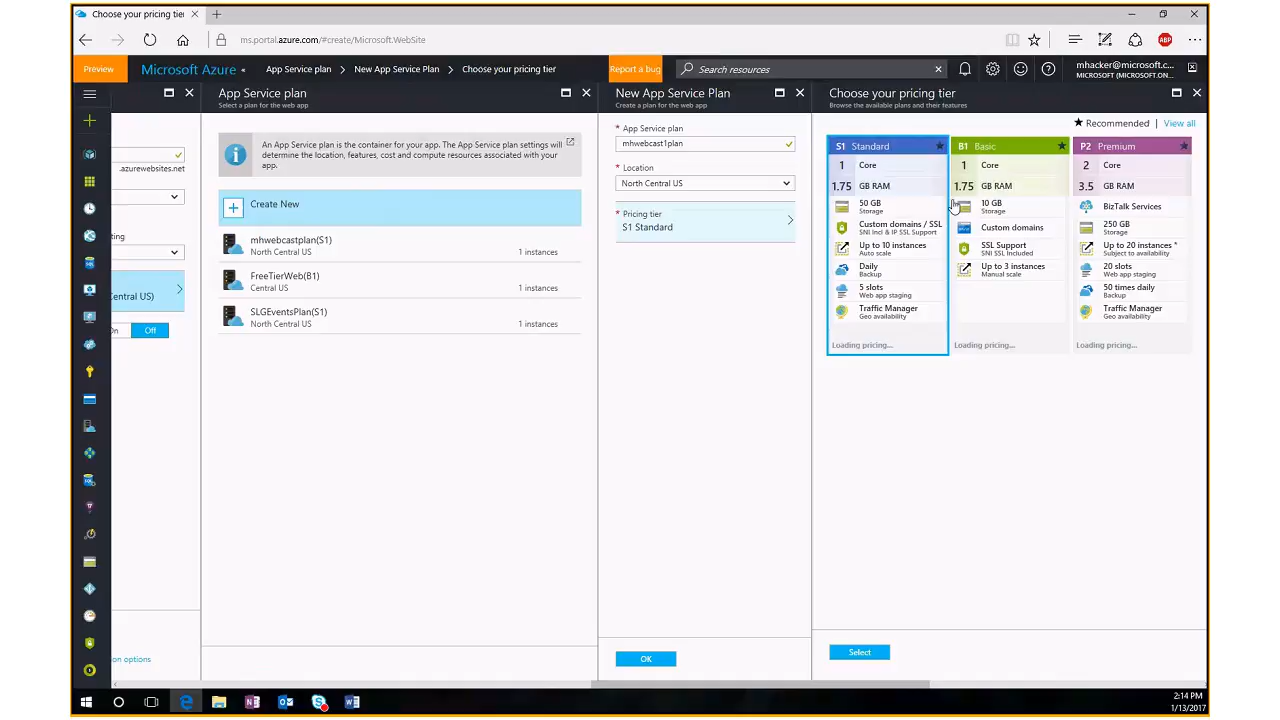 Choose your pricing tie
ms.portal.azure.com/#create/Microsoft.WebSite
ABP
Preview
Microsoft Azure
App Service plan
New App Service Plan
Choose your pricing tier
Report a bug
Search resources
mhacker@microsoft.c...
MICROSOFT (MICROSOFT.ON...
App Service plan
Select a plan for the web app
An App Service plan is the container for your app. The App Service plan settings will
determine the location, features, cost and compute resources associated with your
app.
Create New
mhwebcastplan(S1)
North Central US
1 instances
FreeTierWeb(B1)
Central US
1 instances
SLGEventsPlan(S1)
North Central US
1 instances
.azurewebsites.net
ting
entral US)
On
Off
on options
New App Service Plan
Create a plan for the web app
* App Service plan
mhwebcast1plan
* Location
North Central US
* Pricing tier
S1 Standard
OK
Choose your pricing tier
Browse the available plans and their features
★ Recommended | View all
S1 Standard
1 Core
1.75 GB RAM
50 GB
Storage
Custom domains / SSL
SNI Incl & IP SSL Support
Up to 10 instances
Auto scale
Daily
Backup
5 slots
Web app staging
Traffic Manager
Geo availability
Loading pricing...
B1 Basic
1 Core
1.75 GB RAM
10 GB
Storage
Custom domains
SSL Support
SNI SSL Included
Up to 3 instances
Manual scale
Loading pricing...
P2 Premium
2 Core
3.5 GB RAM
BizTalk Services
250 GB
Storage
Up to 20 instances *
Subject to availability
20 slots
Web app staging
50 times daily
Backup
Traffic Manager
Geo availability
Loading pricing...
Select
2:14 PM
1/13/2017